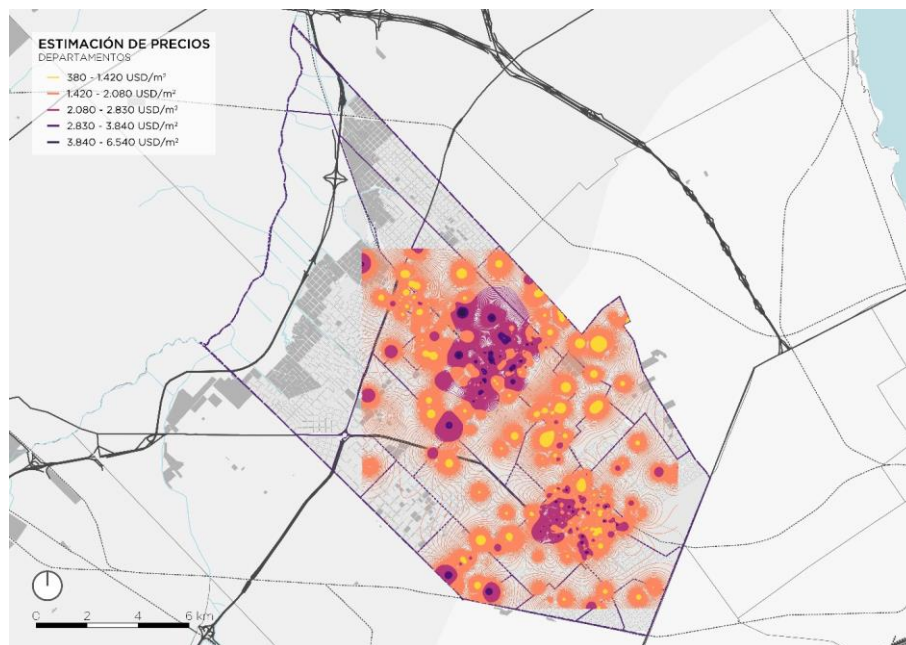 ESTIMACIÓN DE PRECIOS
DEPARTAMENTOS
380 - 1.420 USD/m²
1.420 - 2.080 USD/m²
2.080 - 2.830 USD/m²
2.830 - 3.840 USD/m²
3.840 - 6.540 USD/m²
0 2 4 6 km